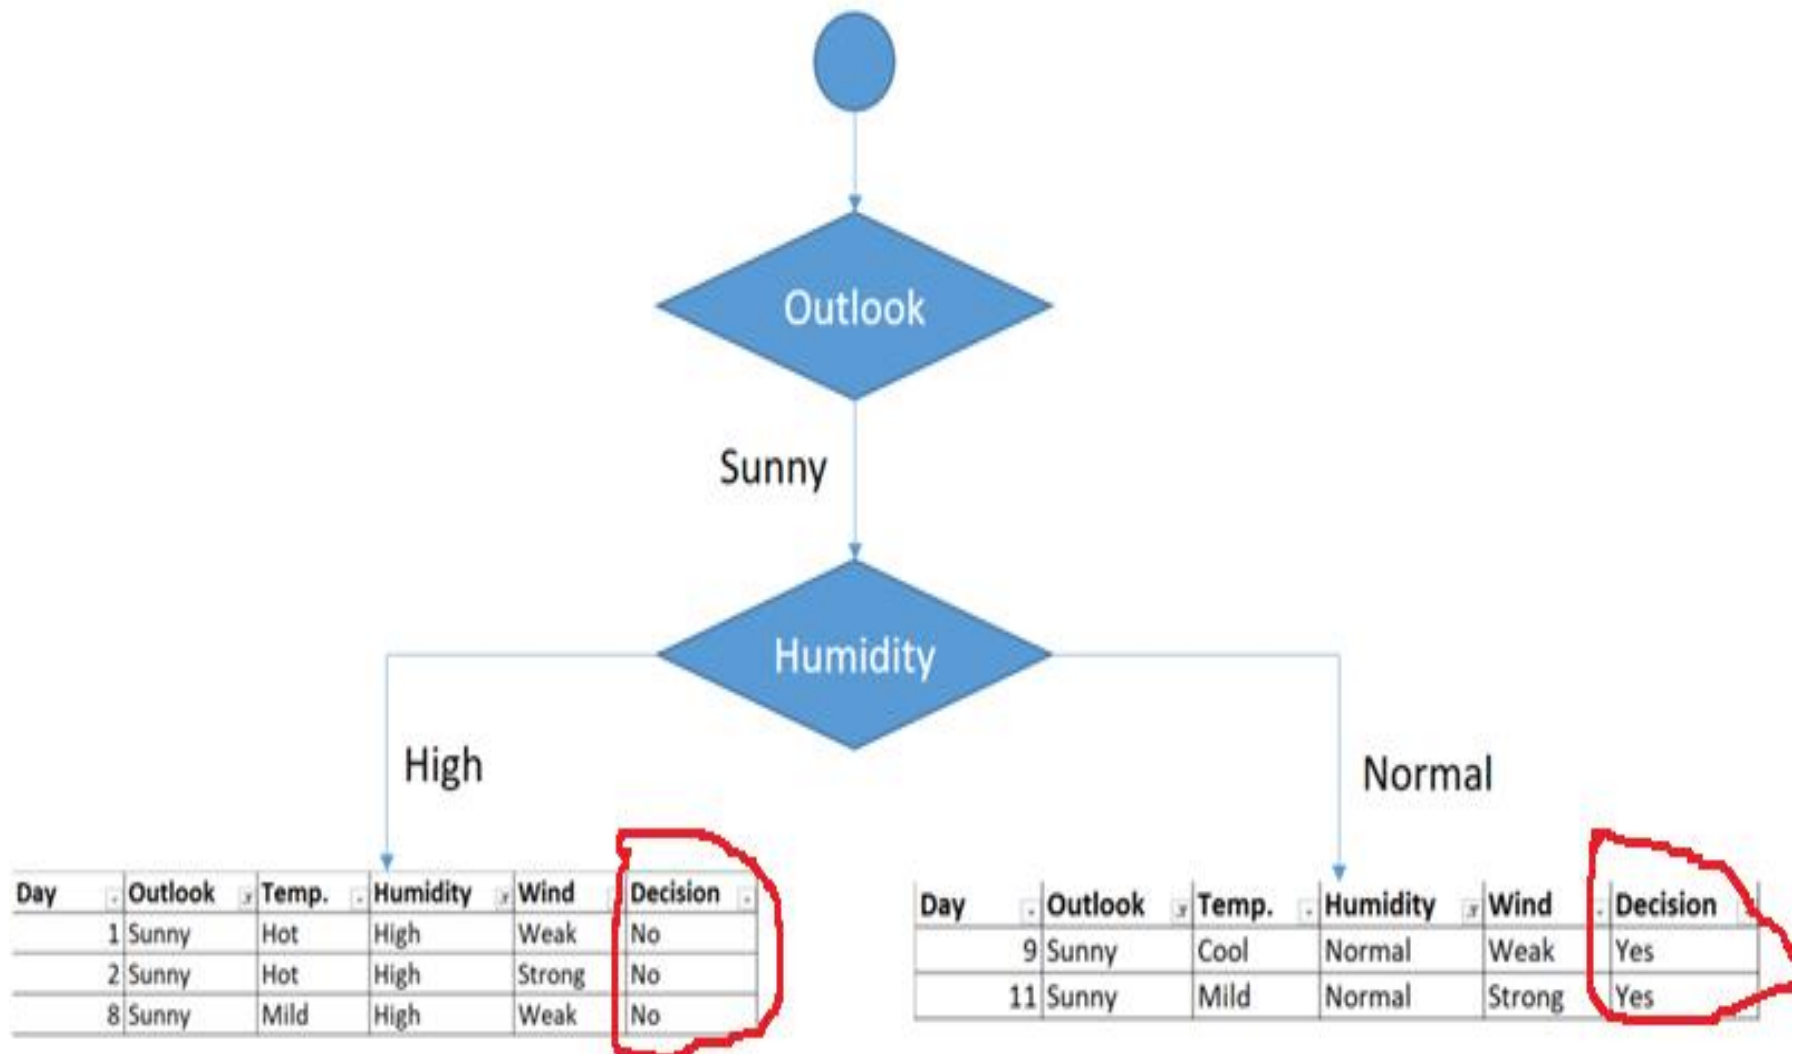 Outlook
Sunny
Humidity
High
Normal
Day Outlook Temp. Humidity Wind Decision
1 Sunny Hot High Weak No
2 Sunny Hot High Strong No
8 Sunny Mild High Weak No
Day Outlook Temp. Humidity Wind Decision
9 Sunny Cool Normal Weak Yes
11 Sunny Mild Normal Strong Yes